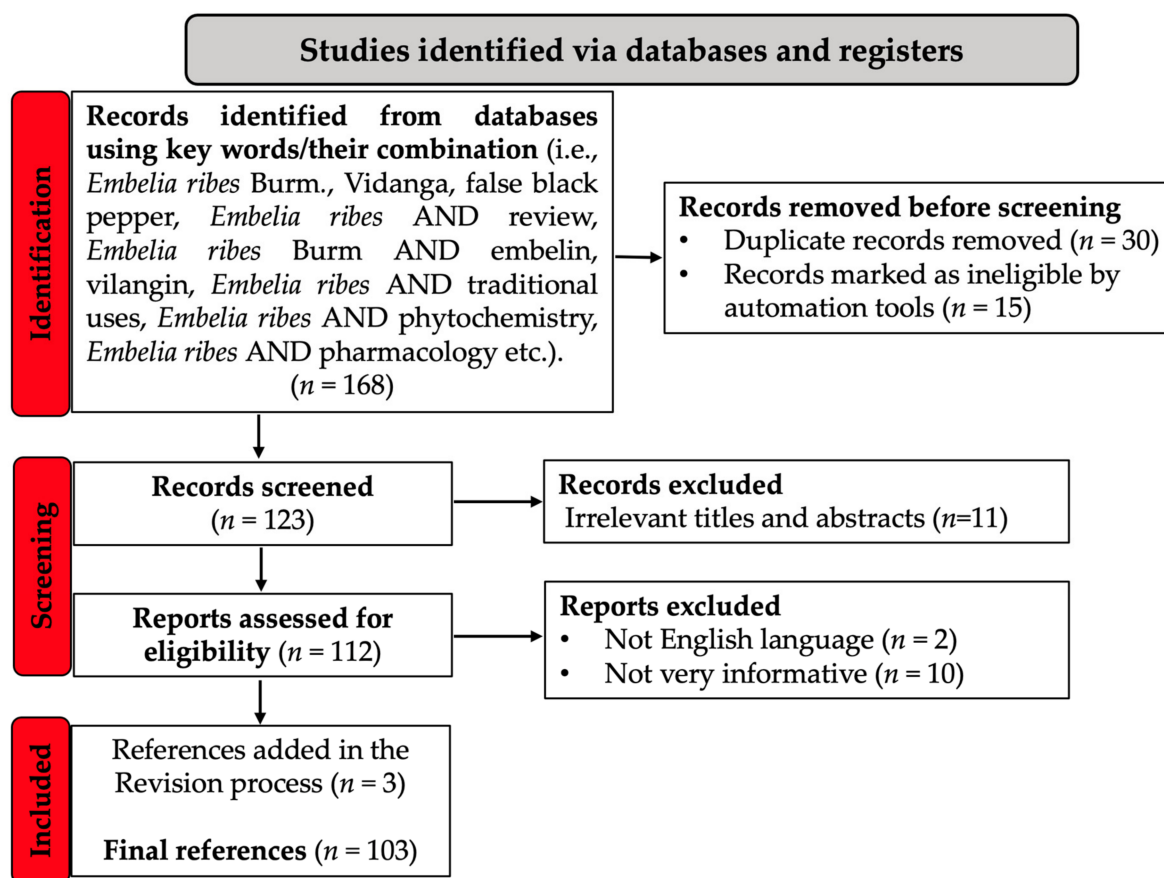 Studies identified via databases and registers
Identification
Records identified from databases
using key words/their combination (i.e.,
Embelia ribes Burm., Vidanga, false black
pepper, Embelia ribes AND review,
Embelia ribes Burm AND embelin,
vilangin, Embelia ribes AND traditional
uses, Embelia ribes AND phytochemistry,
Embelia ribes AND pharmacology etc.).
(n = 168)
Records removed before screening
• Duplicate records removed (n = 30)
• Records marked as ineligible by
automation tools (n = 15)
Screening
Records screened
(n = 123)
Records excluded
Irrelevant titles and abstracts (n=11)
Reports assessed for
eligibility (n = 112)
Reports excluded
• Not English language (n = 2)
• Not very informative (n = 10)
Included
References added in the
Revision process (n = 3)
Final references (n = 103)